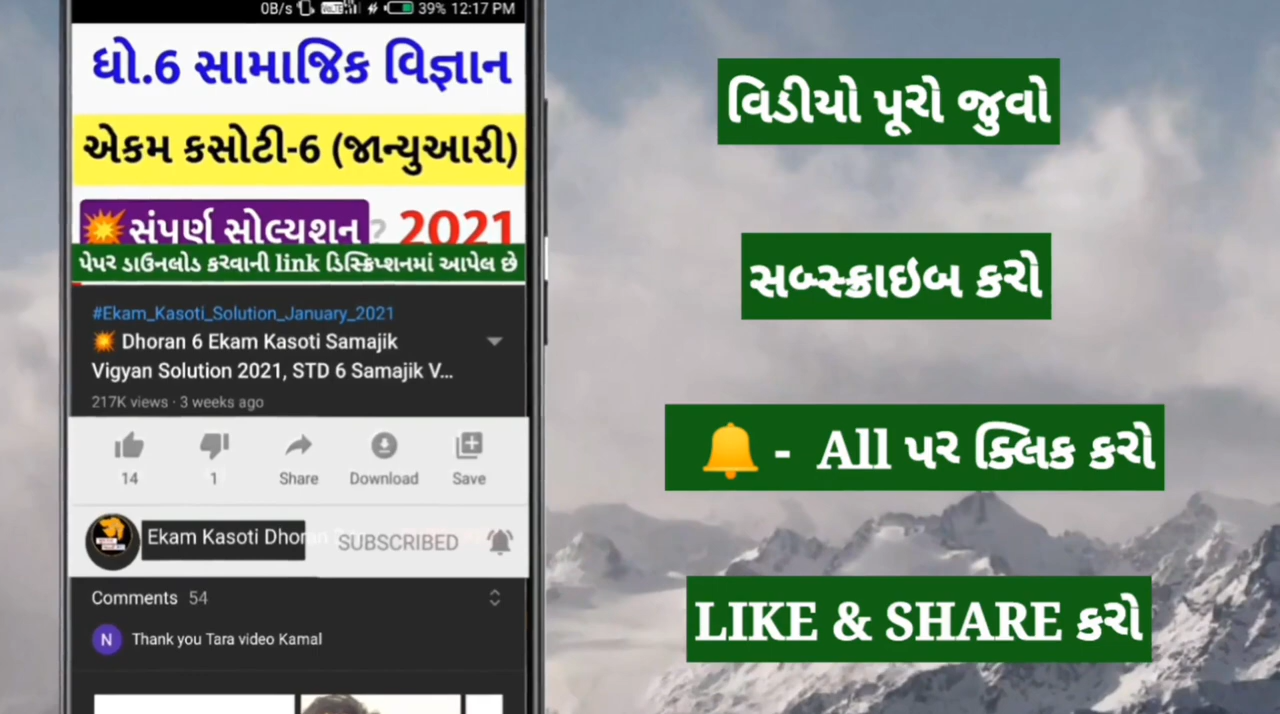 0B/s 39% 12:17 PM
ધો.6 સામાજિક વિજ્ઞાન
એકમ કસોટી-6 (જાન્યુઆરી)
💥સંપર્ણ સોલ્યશન 2021
પેપર ડાઉનલોડ કરવાની link ડિસ્ક્રિપ્શનમાં આપેલ છે
#Ekam_Kasoti_Solution_January_2021
💥 Dhoran 6 Ekam Kasoti Samajik
Vigyan Solution 2021, STD 6 Samajik V...
217K views · 3 weeks ago
14 1 Share Download Save
Ekam Kasoti Dhoran SUBSCRIBED
Comments 54
N Thank you Tara video Kamal
વિડીયો પૂરો જુવો
સબ્સ્ક્રાઇબ કરો
🔔 - All પર ક્લિક કરો
LIKE & SHARE કરો